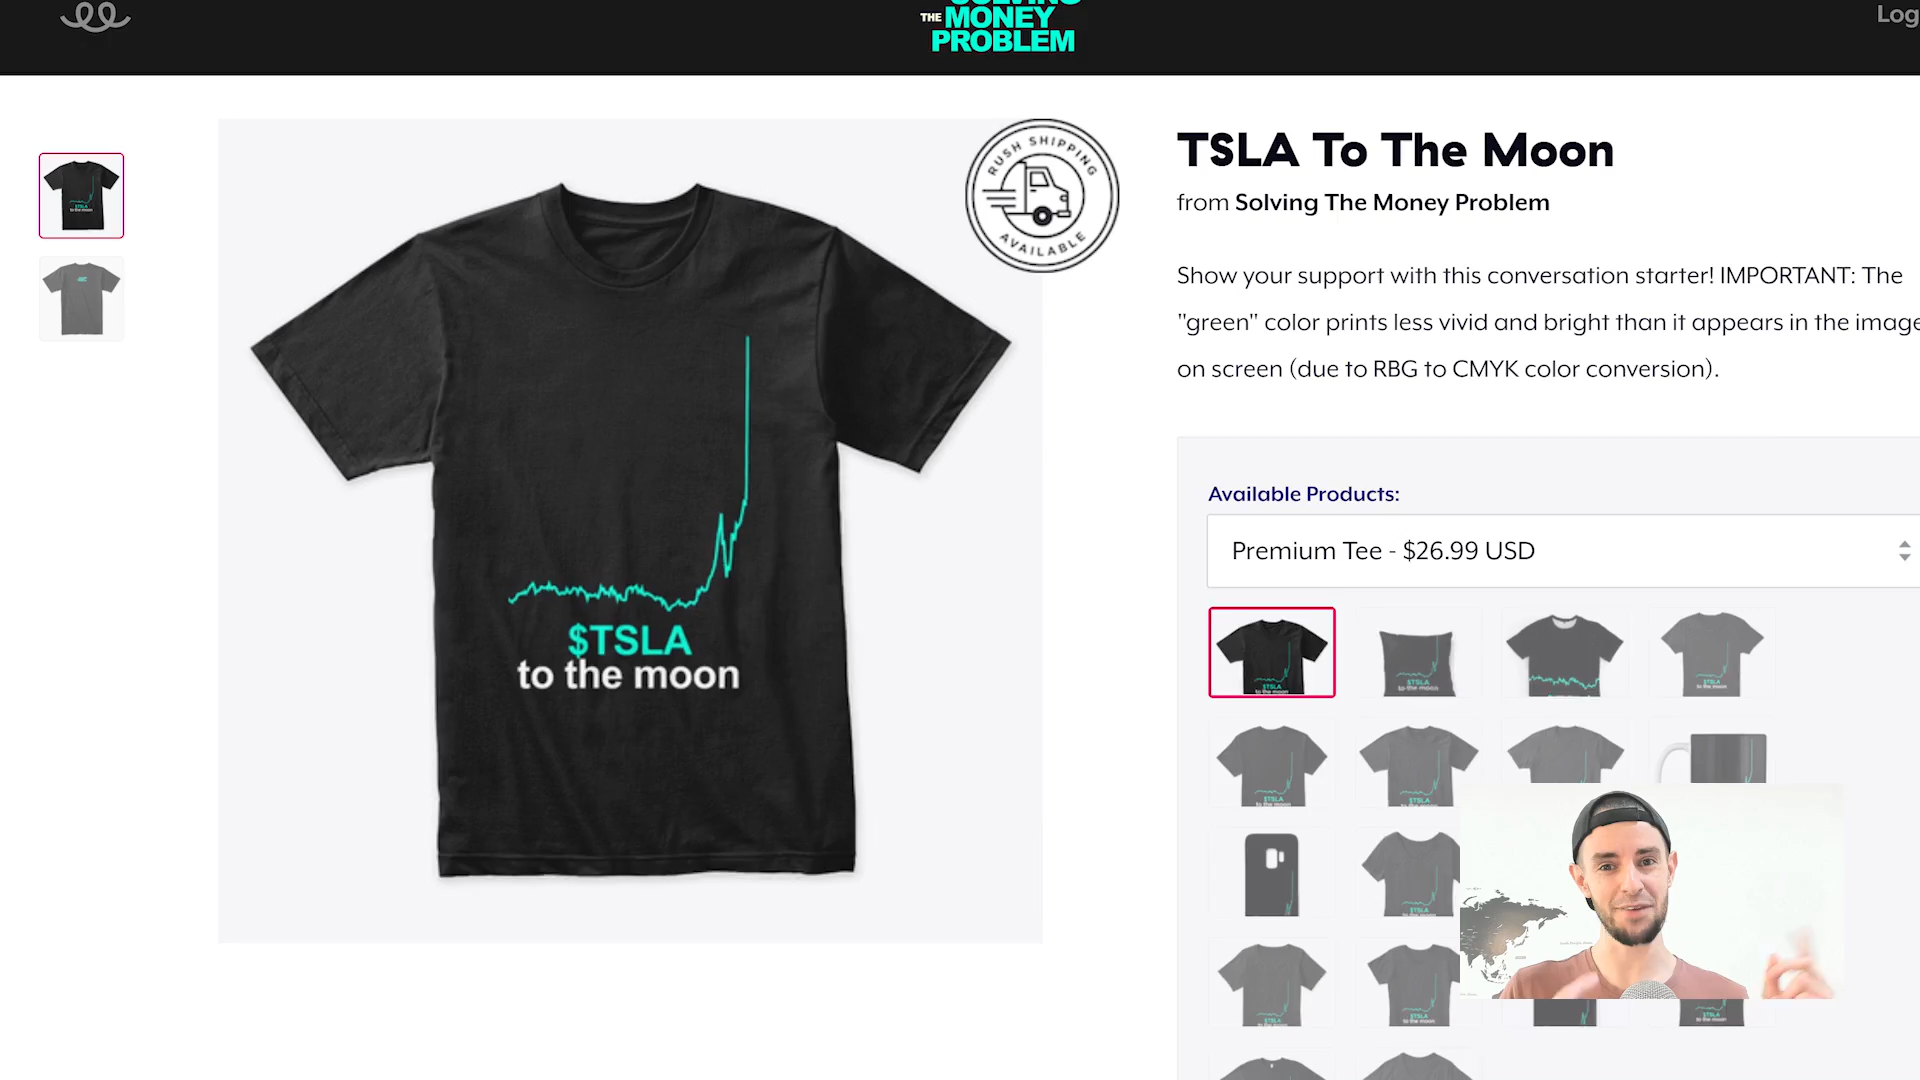 SOLVING
THE MONEY
PROBLEM
Log
RUSH SHIPPING
AVAILABLE
TSLA To The Moon
from Solving The Money Problem
Show your support with this conversation starter! IMPORTANT: The
"green" color prints less vivid and bright than it appears in the image
on screen (due to RBG to CMYK color conversion).
$TSLA
to the moon
Available Products:
Premium Tee - $26.99 USD